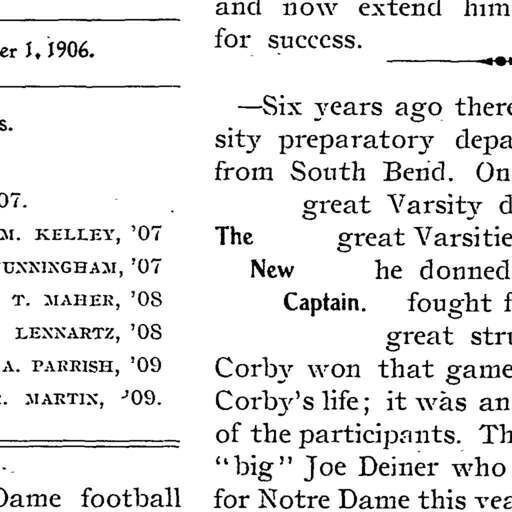 er 1, 1906.
s.
07.
M. KELLEY, '07
CUNNINGHAM, '07
T. MAHER, '08
LENNARTZ, '08
A. PARRISH, '09
MARTIN, '09.
Dame football
and now extend him
for success.
—Six years ago there
sity preparatory depa
from South Bend. On
great Varsity d
The great Varsitie
New he donned
Captain. fought f
great stru
Corby won that game
Corby's life; it was an
of the participants. Th
"big" Joe Deiner who
for Notre Dame this yea